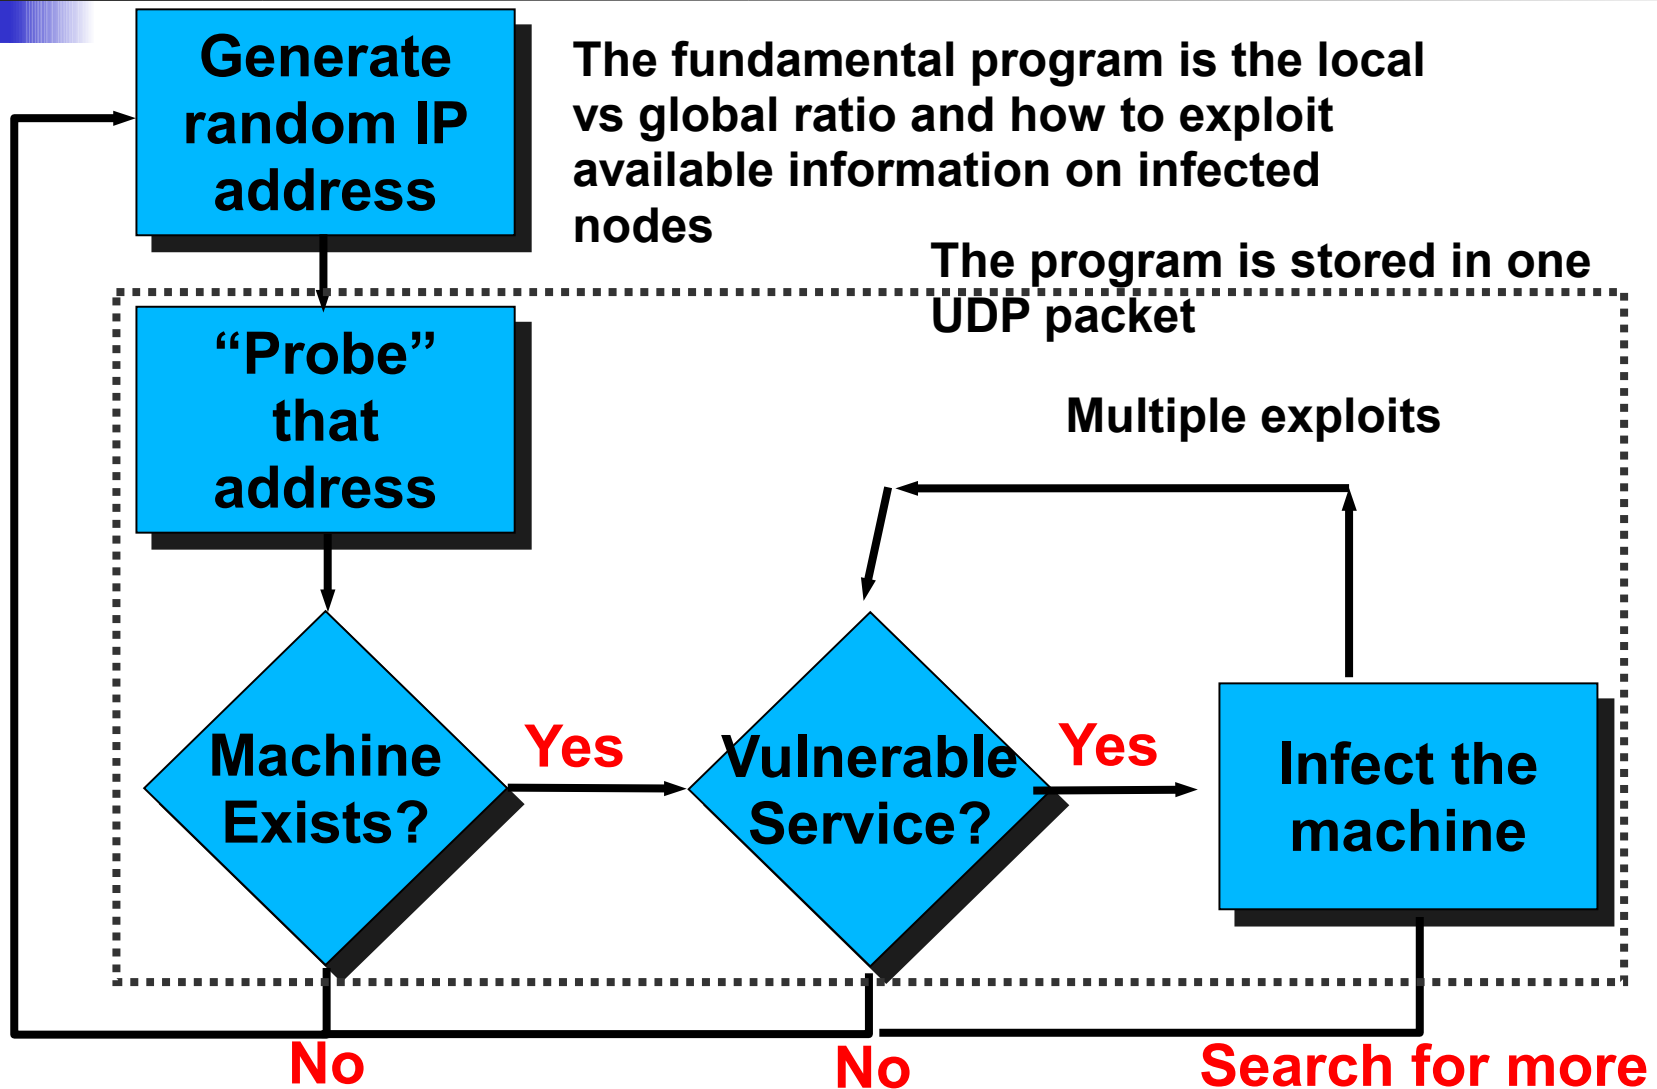 Generate
random IP
address
The fundamental program is the local
vs global ratio and how to exploit
available information on infected
nodes
The program is stored in one
UDP packet
“Probe”
that
address
Multiple exploits
Machine
Exists?
Yes
Vulnerable
Service?
Yes
Infect the
machine
No
No
Search for more